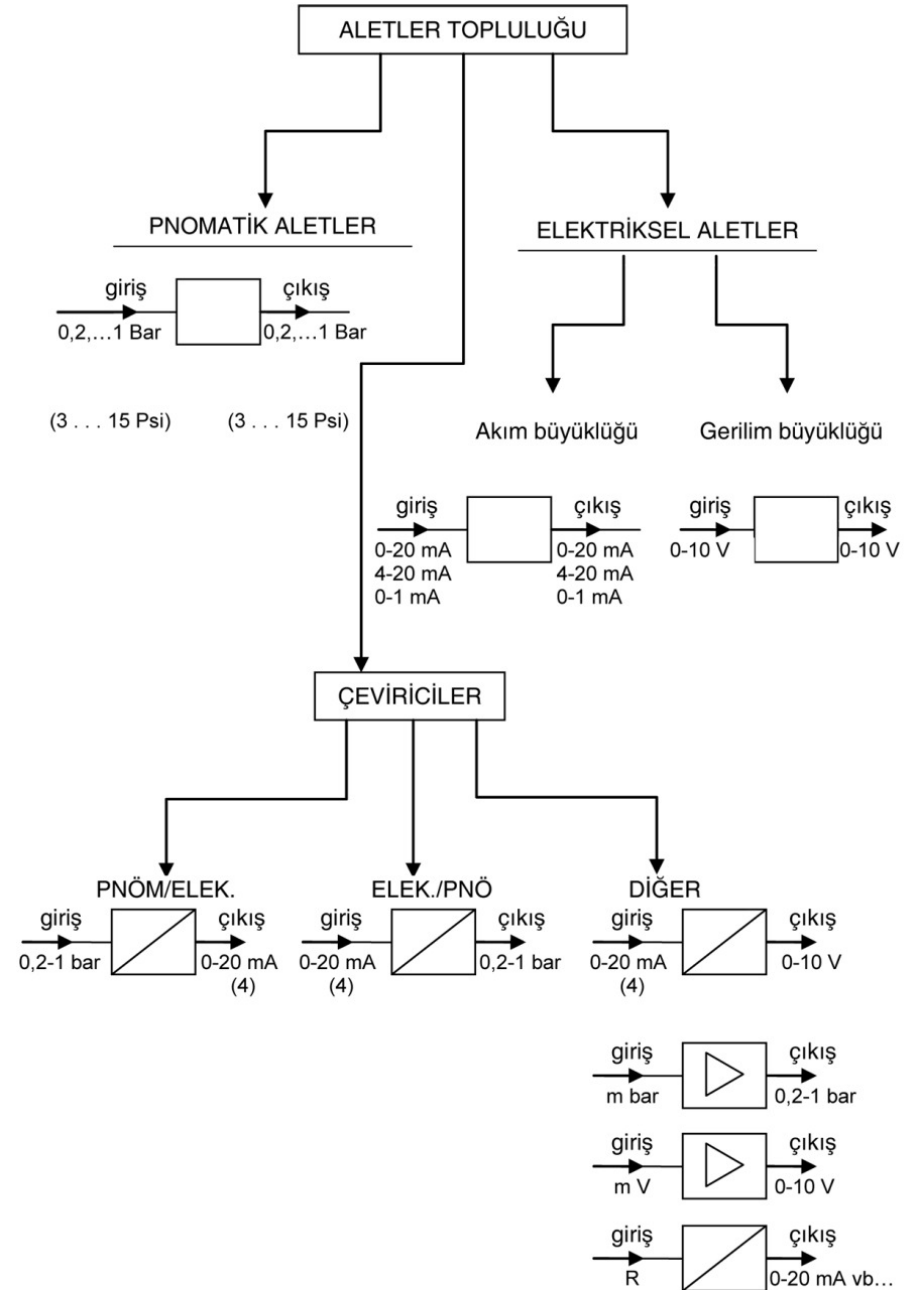 ALETLER TOPLULUĞU
PNOMATİK ALETLER
ELEKTRİKSEL ALETLER
giriş çıkış
0,2,…1 Bar 0,2,…1 Bar
(3 . . . 15 Psi) (3 . . . 15 Psi)
Akım büyüklüğü Gerilim büyüklüğü
giriş çıkış giriş çıkış
0-20 mA 0-20 mA 0-10 V 0-10 V
4-20 mA 4-20 mA
0-1 mA 0-1 mA
ÇEVİRİCİLER
PNÖM/ELEK. ELEK./PNÖ DİĞER
giriş çıkış giriş çıkış giriş çıkış
0,2-1 bar 0-20 mA 0-20 mA 0,2-1 bar 0-20 mA 0-10 V
(4) (4) (4)
giriş çıkış
m bar 0,2-1 bar
giriş çıkış
m V 0-10 V
giriş çıkış
R 0-20 mA vb…